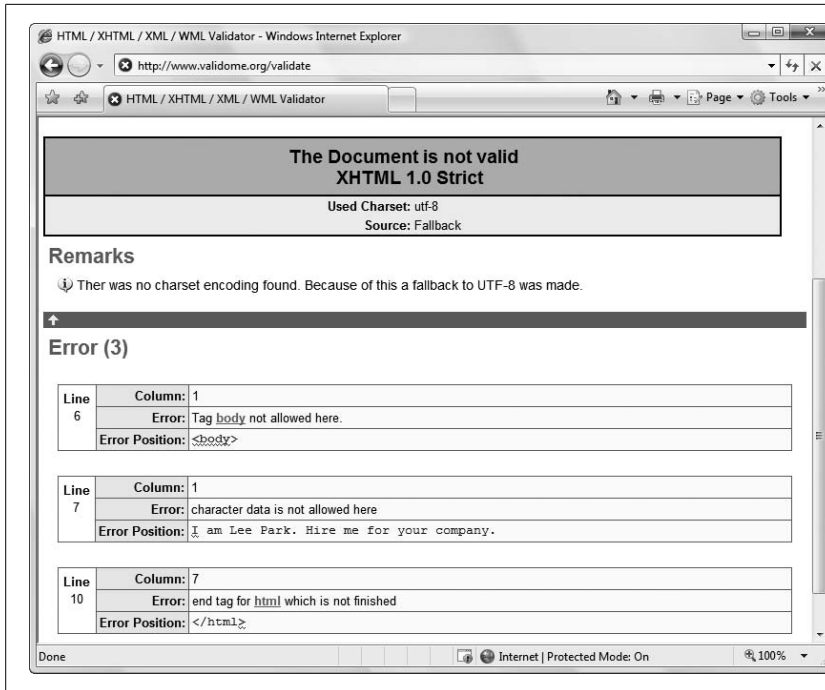 HTML / XHTML / XML / WML Validator - Windows Internet Explorer
http://www.validome.org/validate
HTML / XHTML / XML / WML Validator
Page
Tools
The Document is not valid
XHTML 1.0 Strict
Used Charset: utf-8
Source: Fallback
Remarks
Ther was no charset encoding found. Because of this a fallback to UTF-8 was made.
Error (3)
Line
6
Column: 1
Error: Tag body not allowed here.
Error Position: <body>
Line
7
Column: 1
Error: character data is not allowed here
Error Position: I am Lee Park. Hire me for your company.
Line
10
Column: 7
Error: end tag for html which is not finished
Error Position: </html>
Done
Internet | Protected Mode: On
100%